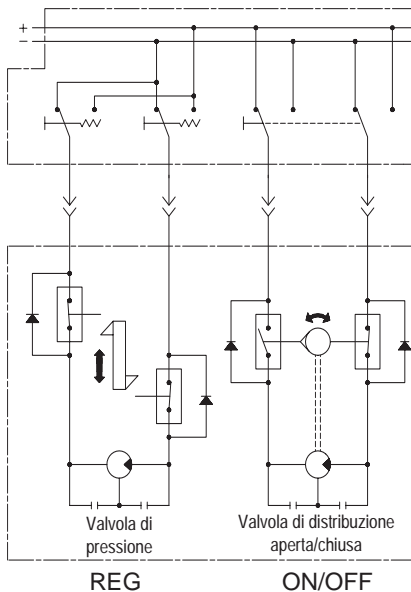 +
−
Valvola di
pressione
Valvola di distribuzione
aperta/chiusa
REG
ON/OFF